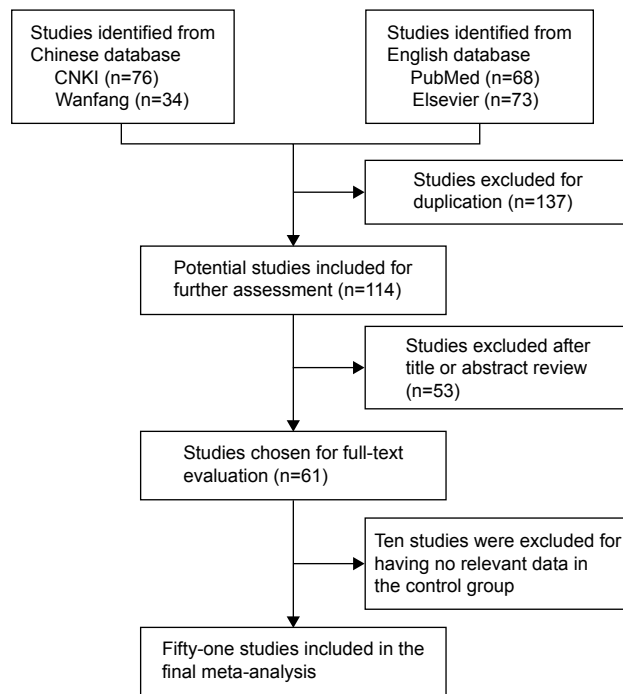 Studies identified from
Chinese database
CNKI (n=76)
Wanfang (n=34)
Studies identified from
English database
PubMed (n=68)
Elsevier (n=73)
Studies excluded for
duplication (n=137)
Potential studies included for
further assessment (n=114)
Studies excluded after
title or abstract review
(n=53)
Studies chosen for full-text
evaluation (n=61)
Ten studies were excluded for
having no relevant data in
the control group
Fifty-one studies included in the
final meta-analysis